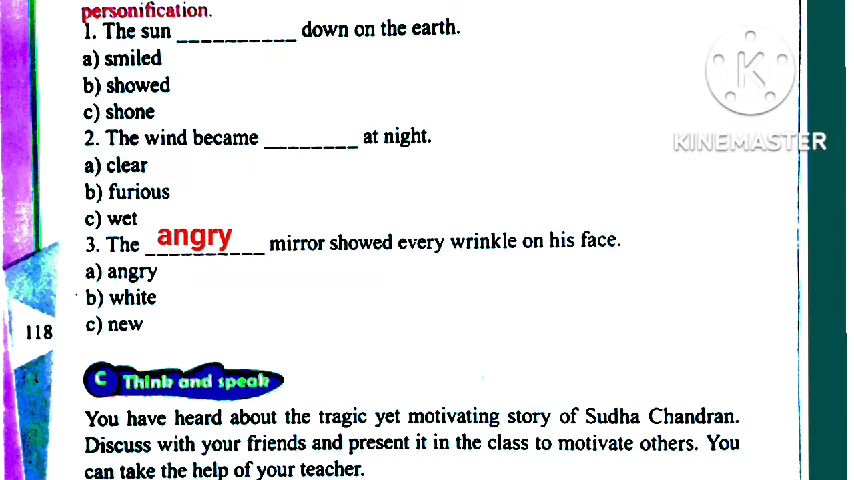 personification.
1. The sun __________ down on the earth.
a) smiled
b) showed
c) shone
2. The wind became ________ at night.
a) clear
b) furious
c) wet
3. The angry mirror showed every wrinkle on his face.
a) angry
b) white
c) new
118
C Think and speak
You have heard about the tragic yet motivating story of Sudha Chandran.
Discuss with your friends and present it in the class to motivate others. You
can take the help of your teacher.
K
KINEMASTER